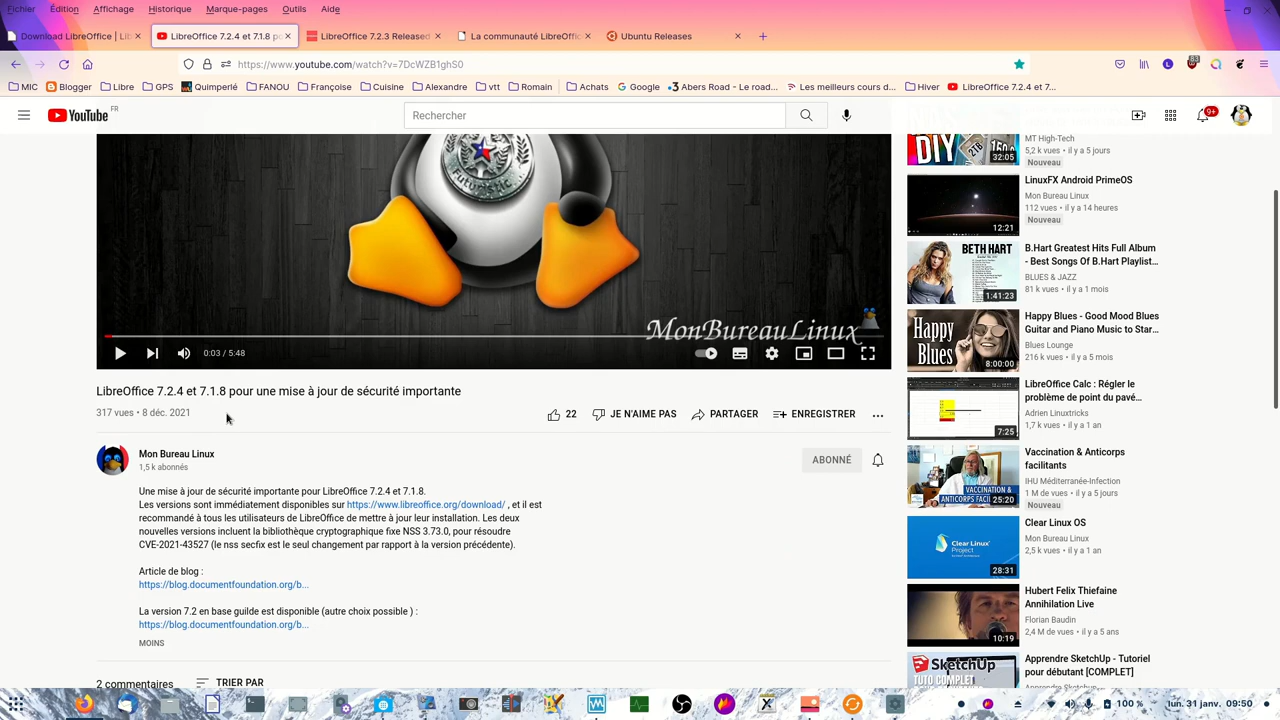 Fichier Édition Affichage Historique Marque-pages Outils Aide
Download LibreOffice | Lib LibreOffice 7.2.4 et 7.1.8 po LibreOffice 7.2.3 Released La communauté LibreOffic Ubuntu Releases
https://www.youtube.com/watch?v=7DcWZB1ghS0
MIC Blogger Libre GPS Quimperlé FANOU Françoise Cuisine Alexandre vtt Romain Achats Google Abers Road - Le road... Les meilleurs cours d... Hiver LibreOffice 7.2.4 et 7...
YouTube FR
Rechercher
9+
MonBureauLinux
0:03 / 5:48
LibreOffice 7.2.4 et 7.1.8 pour une mise à jour de sécurité importante
317 vues • 8 déc. 2021
22 JE N'AIME PAS PARTAGER ENREGISTRER
Mon Bureau Linux
1,5 k abonnés
ABONNÉ
Une mise à jour de sécurité importante pour LibreOffice 7.2.4 et 7.1.8.
Les versions sont immédiatement disponibles sur https://www.libreoffice.org/download/ , et il est
recommandé à tous les utilisateurs de LibreOffice de mettre à jour leur installation. Les deux
nouvelles versions incluent la bibliothèque cryptographique fixe NSS 3.73.0, pour résoudre
CVE-2021-43527 (le nss secfix est le seul changement par rapport à la version précédente).
Article de blog :
https://blog.documentfoundation.org/b...
La version 7.2 en base guilde est disponible (autre choix possible ) :
https://blog.documentfoundation.org/b...
MOINS
2 commentaires TRIER PAR
DIY
2TB
32:05
MT High-Tech
5,2 k vues • il y a 5 jours
Nouveau
12:21
LinuxFX Android PrimeOS
Mon Bureau Linux
112 vues • il y a 14 heures
Nouveau
BETH HART
1:41:23
B.Hart Greatest Hits Full Album
- Best Songs Of B.Hart Playlist...
BLUES & JAZZ
81 k vues • il y a 1 mois
Happy
Blues
8:00:00
Happy Blues - Good Mood Blues
Guitar and Piano Music to Star...
Blues Lounge
216 k vues • il y a 5 mois
7:25
LibreOffice Calc : Régler le
problème de point du pavé...
Adrien Linuxtricks
1,7 k vues • il y a 1 an
VACCINATION &
ANTICORPS FACIL
25:20
Vaccination & Anticorps
facilitants
IHU Méditerranée-Infection
1 M de vues • il y a 5 jours
Nouveau
Clear Linux
Project
28:31
Clear Linux OS
Mon Bureau Linux
2,5 k vues • il y a 1 an
10:19
Hubert Felix Thiefaine
Annihilation Live
Florian Baudin
2,4 M de vues • il y a 5 ans
SketchUp
Apprendre SketchUp - Tutoriel
pour débutant [COMPLET]
100 % lun. 31 janv. 09:50